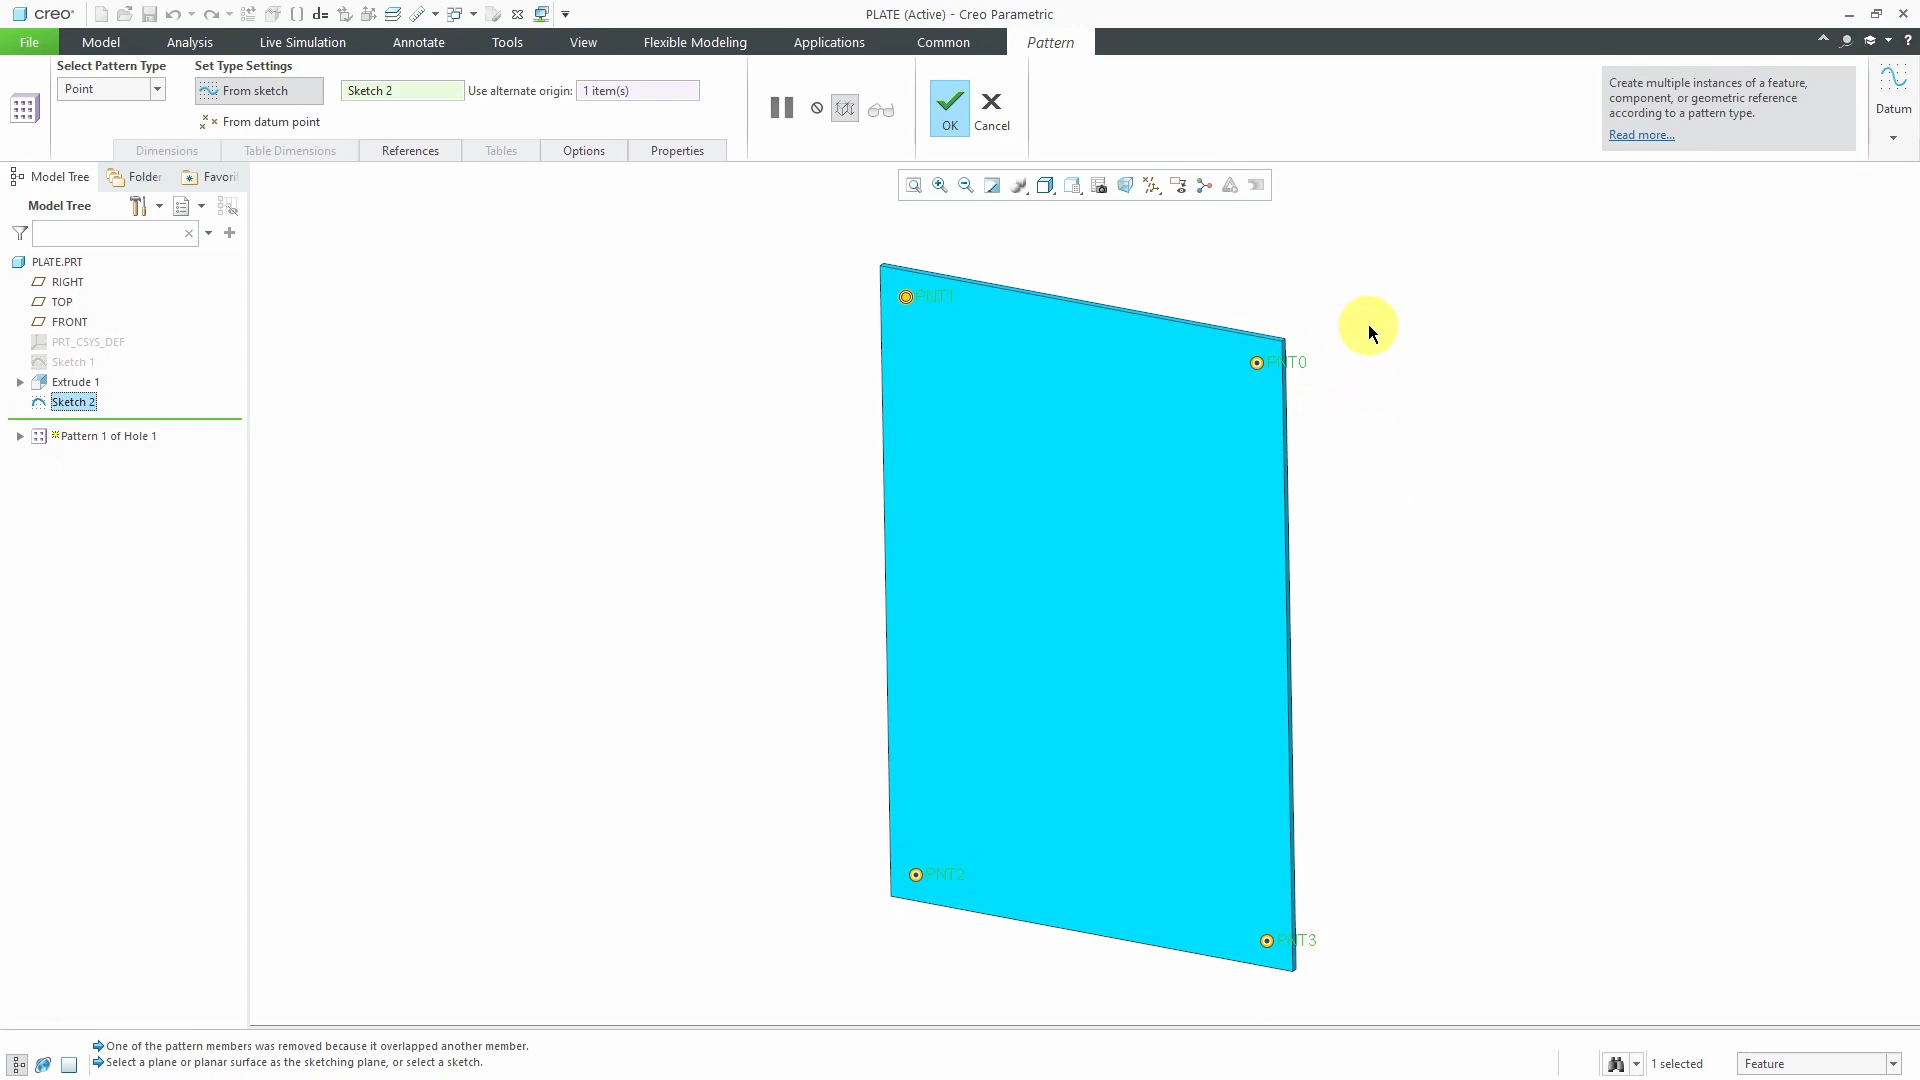 creo
PLATE (Active) - Creo Parametric
File Model Analysis Live Simulation Annotate Tools View Flexible Modeling Applications Common Pattern
Select Pattern Type
Point
Set Type Settings
From sketch
From datum point
Sketch 2
Use alternate origin:
1 item(s)
OK
Cancel
Create multiple instances of a feature,
component, or geometric reference
according to a pattern type.
Read more...
Datum
Dimensions Table Dimensions References Tables Options Properties
Model Tree Folder Favori
Model Tree
PLATE.PRT
RIGHT
TOP
FRONT
PRT_CSYS_DEF
Sketch 1
Extrude 1
Sketch 2
Pattern 1 of Hole 1
PNT1
PNT0
PNT2
PNT3
One of the pattern members was removed because it overlapped another member.
Select a plane or planar surface as the sketching plane, or select a sketch.
1 selected
Feature